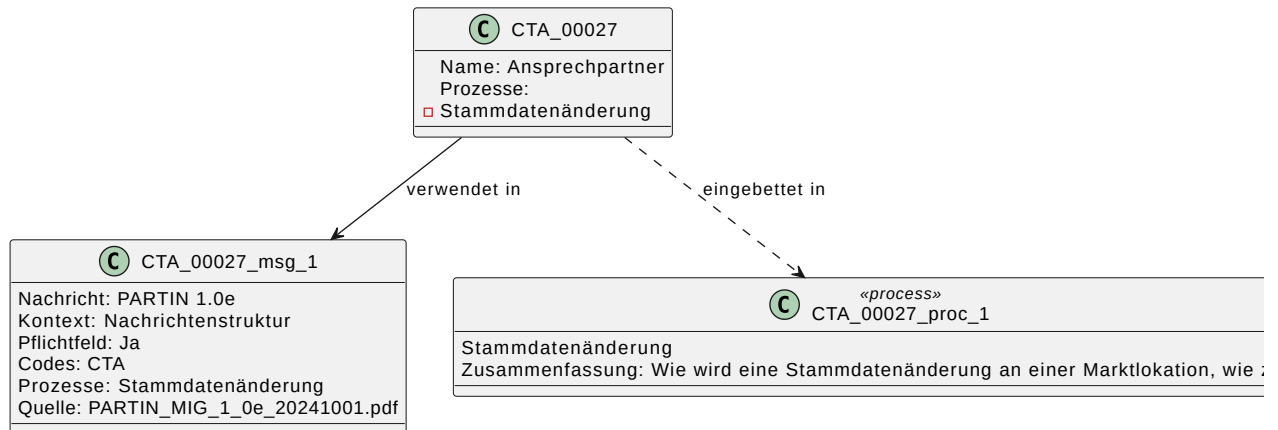 C CTA_00027
Name: Ansprechpartner
Prozesse:
Stammdatenänderung
verwendet in
eingebettet in
C CTA_00027_msg_1
Nachricht: PARTIN 1.0e
Kontext: Nachrichtenstruktur
Pflichtfeld: Ja
Codes: CTA
Prozesse: Stammdatenänderung
Quelle: PARTIN_MIG_1_0e_20241001.pdf
«process»
C CTA_00027_proc_1
Stammdatenänderung
Zusammenfassung: Wie wird eine Stammdatenänderung an einer Marktlokation, wie